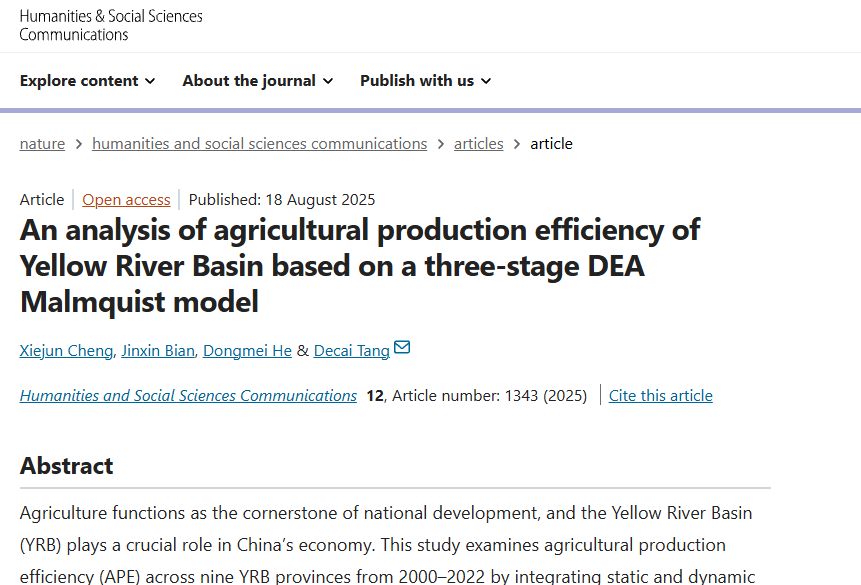 Humanities & Social Sciences
Communications
Explore content About the journal Publish with us
nature > humanities and social sciences communications > articles > article
Article Open access Published: 18 August 2025
An analysis of agricultural production efficiency of
Yellow River Basin based on a three-stage DEA
Malmquist model
Xiejun Cheng, Jinxin Bian, Dongmei He & Decai Tang
Humanities and Social Sciences Communications 12, Article number: 1343 (2025) Cite this article
Abstract
Agriculture functions as the cornerstone of national development, and the Yellow River Basin
(YRB) plays a crucial role in China’s economy. This study examines agricultural production
efficiency (APE) across nine YRB provinces from 2000–2022 by integrating static and dynamic